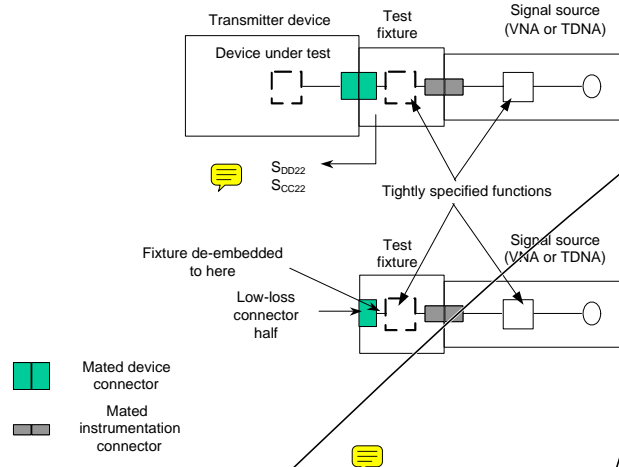 Transmitter device
Test
fixture
Signal source
(VNA or TDNA)
Device under test
SDD22
SCC22
Tightly specified functions
Fixture de-embedded
to here
Test
fixture
Signal source
(VNA or TDNA)
Low-loss
connector
half
Mated device
connector
Mated
instrumentation
connector